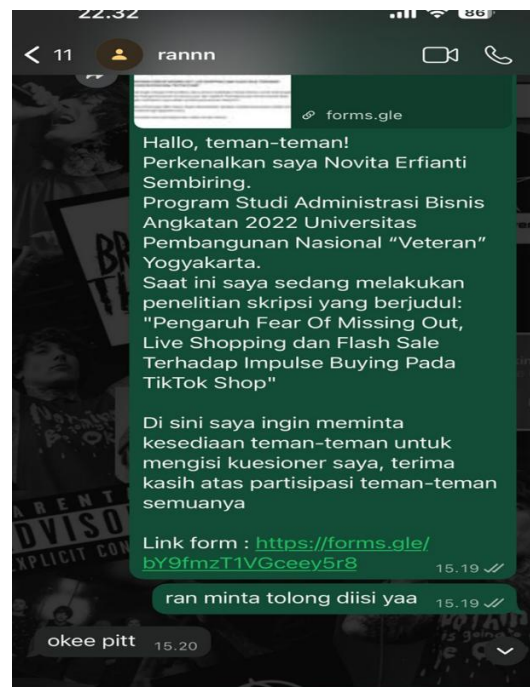 22.32
86
11
rannn
forms.gle
Hallo, teman-teman!
Perkenalkan saya Novita Erfianti
Sembiring.
Program Studi Administrasi Bisnis
Angkatan 2022 Universitas
Pembangunan Nasional “Veteran”
Yogyakarta.
Saat ini saya sedang melakukan
penelitian skripsi yang berjudul:
"Pengaruh Fear Of Missing Out,
Live Shopping dan Flash Sale
Terhadap Impulse Buying Pada
TikTok Shop"
Di sini saya ingin meminta
kesediaan teman-teman untuk
mengisi kuesioner saya, terima
kasih atas partisipasi teman-teman
semuanya
Link form : https://forms.gle/
bY9fmzT1VGceey5r8 15.19
ran minta tolong diisi yaa 15.19
okee pitt 15.20